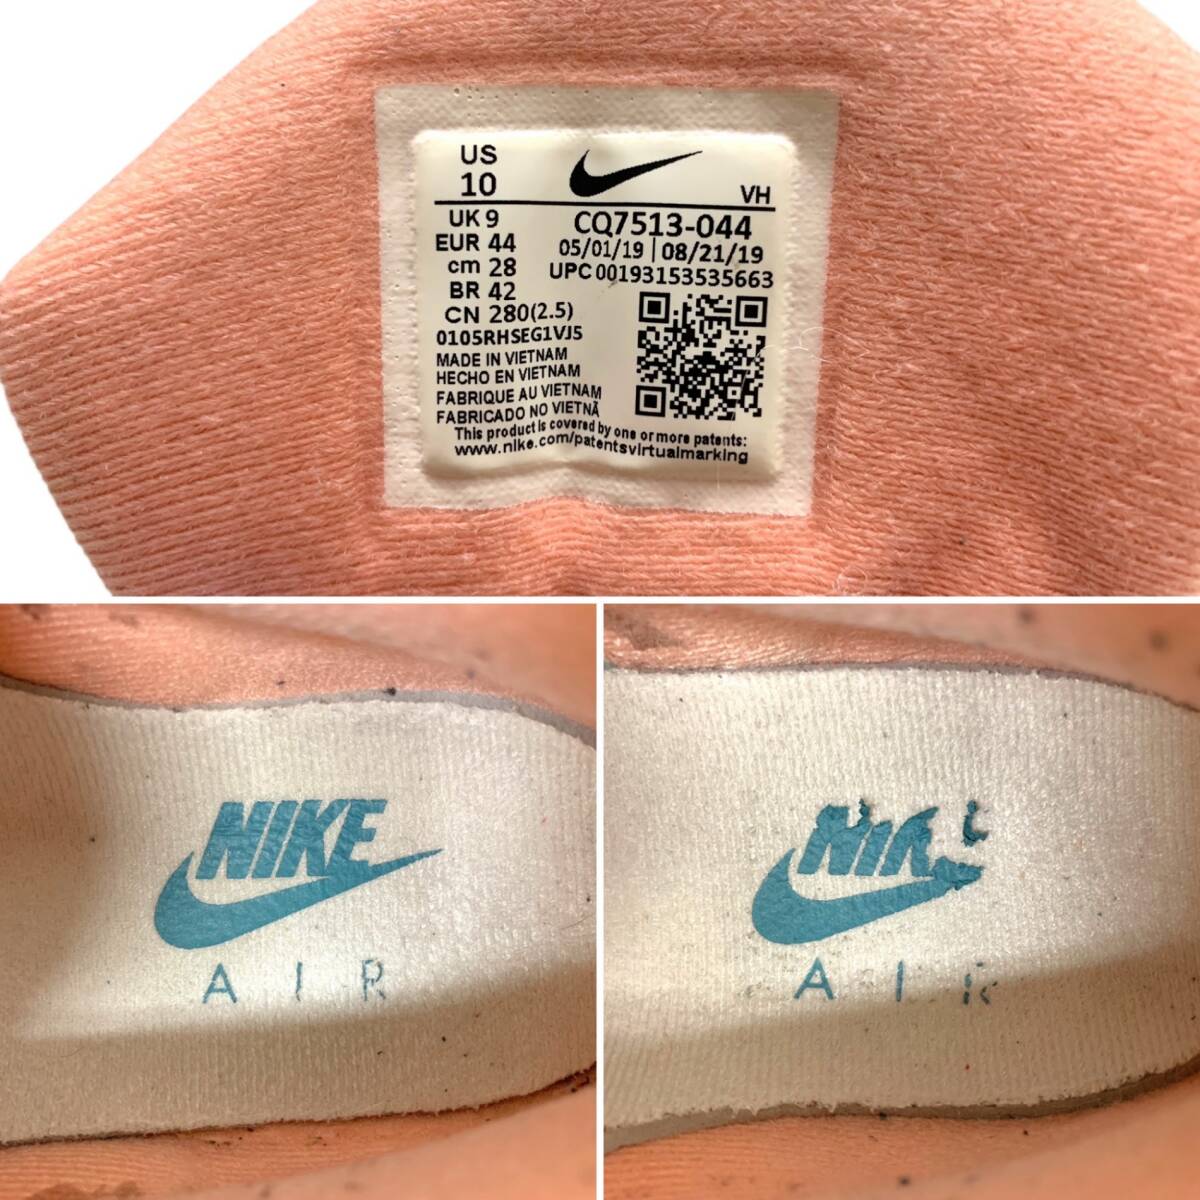 US
10
VH
UK 9
EUR 44
cm 28
BR 42
CN 280(2.5)
CQ7513-044
05/01/19 | 08/21/19
UPC 00193153535663
0105RHSEG1VJ5
MADE IN VIETNAM
HECHO EN VIETNAM
FABRIQUE AU VIETNAM
FABRICADO NO VIETNÃ
This product is covered by one or more patents:
www.nike.com/patentsvirtualmarking
NIKE
AIR
NIK
AIR